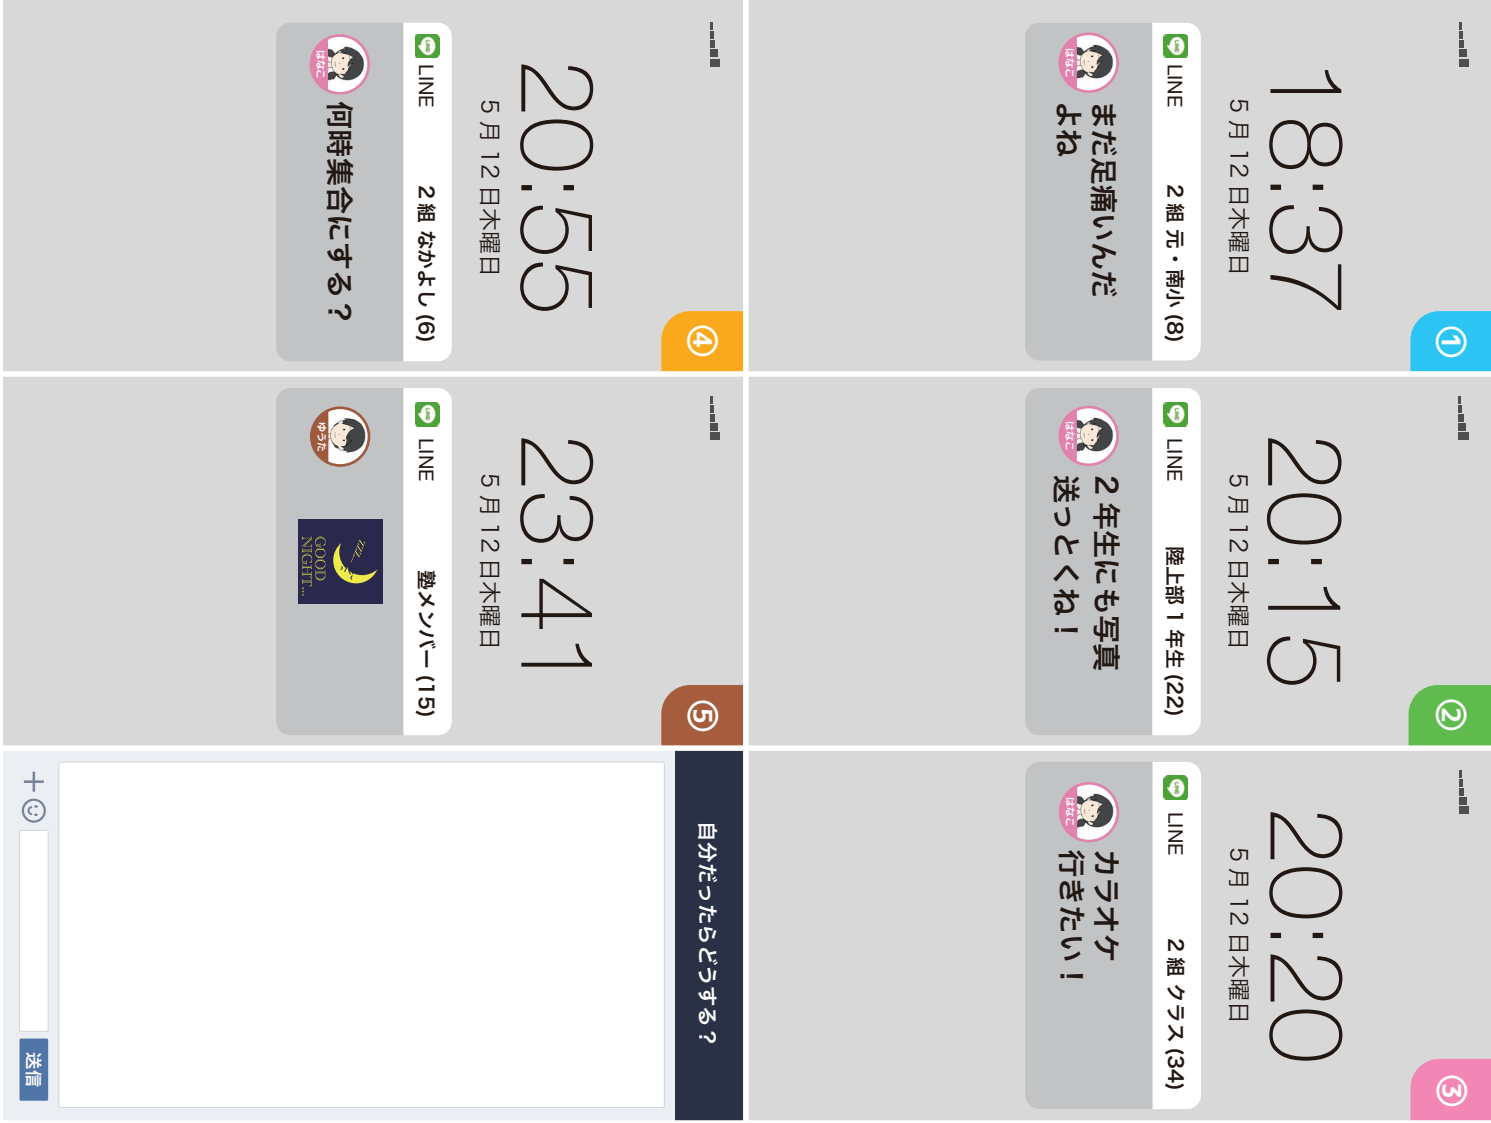 18:37
5月12日木曜日
①
LINE
2組 元・南小 (8)
はなこ
まだ足痛いんだ
よね
20:15
5月12日木曜日
②
LINE
陸上部1年生 (22)
はなこ
2年生にも写真
送っとくね！
20:20
5月12日木曜日
③
LINE
2組 クラス (34)
はなこ
カラオケ
行きたい！
20:55
5月12日木曜日
④
LINE
2組 なかよし (6)
はなこ
何時集合にする？
23:41
5月12日木曜日
⑤
LINE
塾メンバー (15)
ゆうた
zzz...
GOOD
NIGHT...
自分だったらどうする？
送信